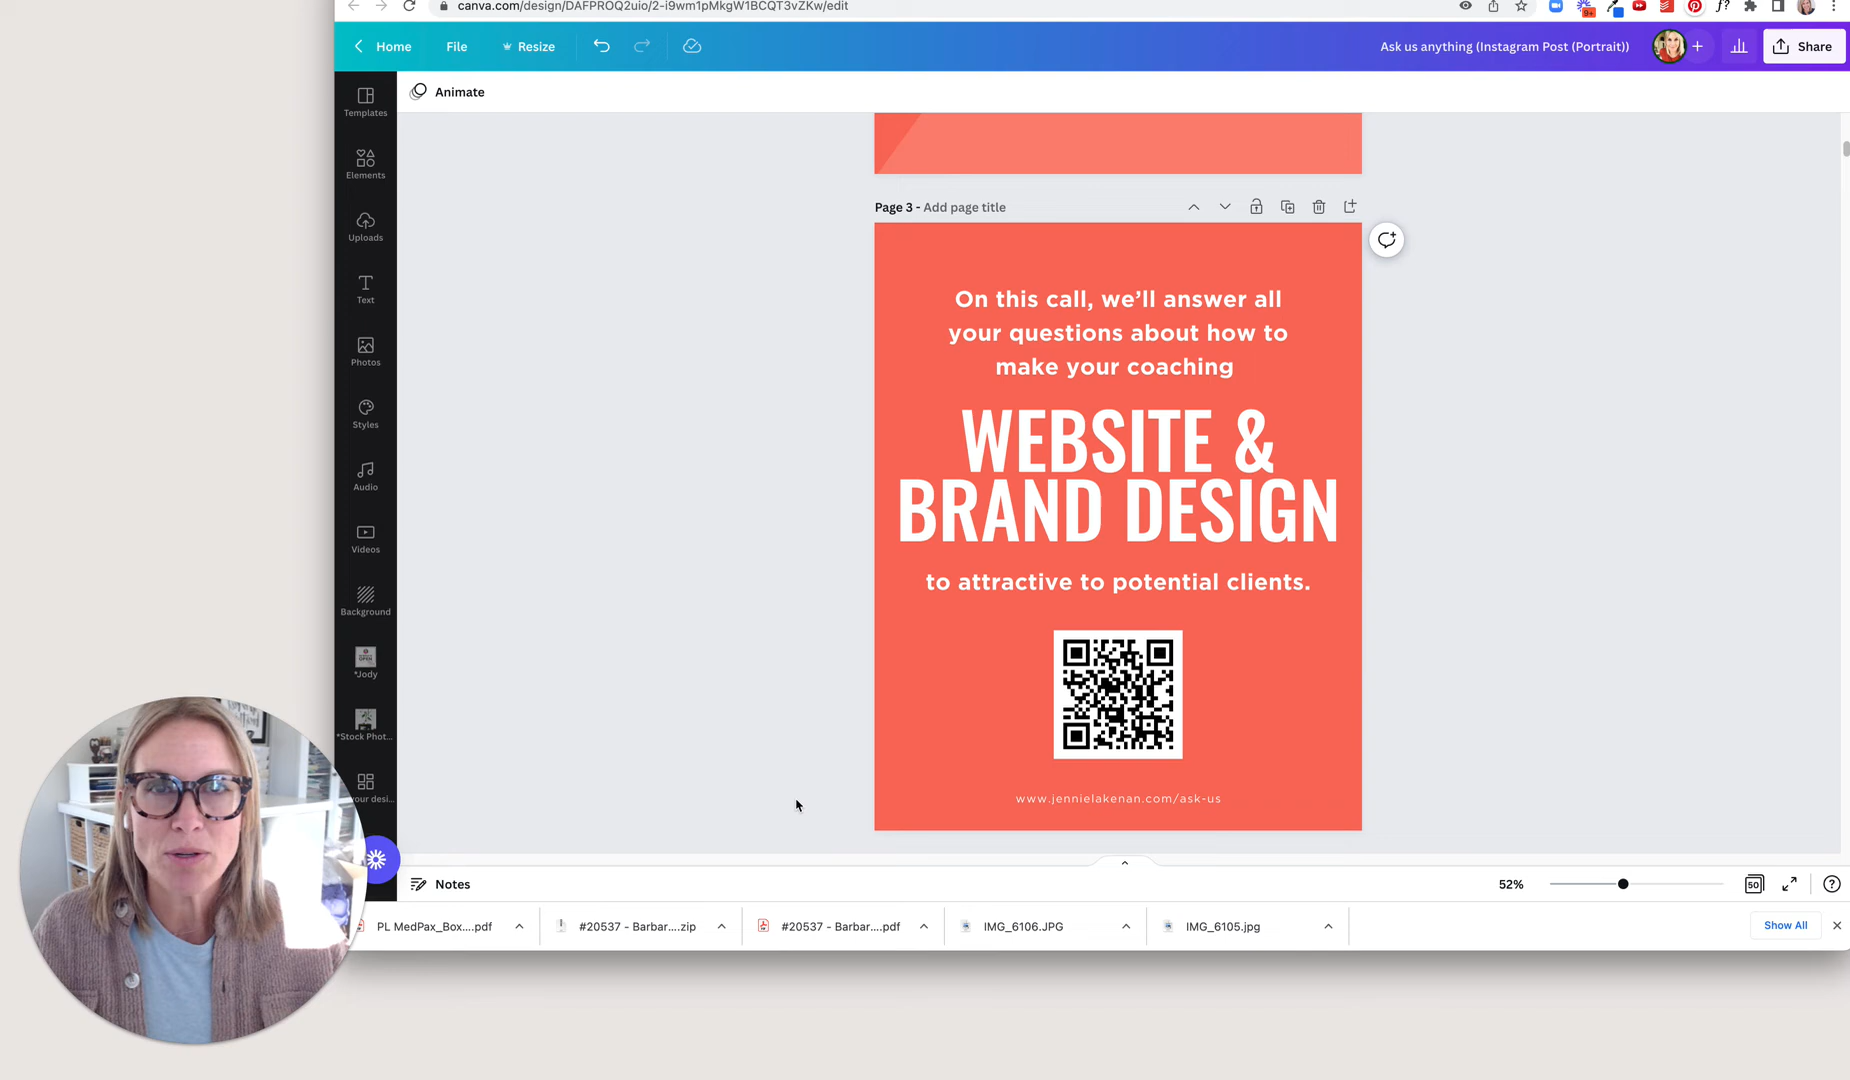 canva.com/design/DAFPROQ2uio/2-i9wm1pMkgW1BCQT3vZKw/edit
9+
f?
Home
File
Resize
Ask us anything (Instagram Post (Portrait))
Share
Templates
Elements
Uploads
Text
Photos
Styles
Audio
Videos
Background
*Jody
*Stock Phot...
your desi...
Animate
Page 3 - Add page title
On this call, we’ll answer all
your questions about how to
make your coaching
WEBSITE &
BRAND DESIGN
to attractive to potential clients.
www.jennielakenan.com/ask-us
Notes
52%
50
?
PL MedPax_Box....pdf
#20537 - Barbar....zip
#20537 - Barbar....pdf
IMG_6106.JPG
IMG_6105.jpg
Show All